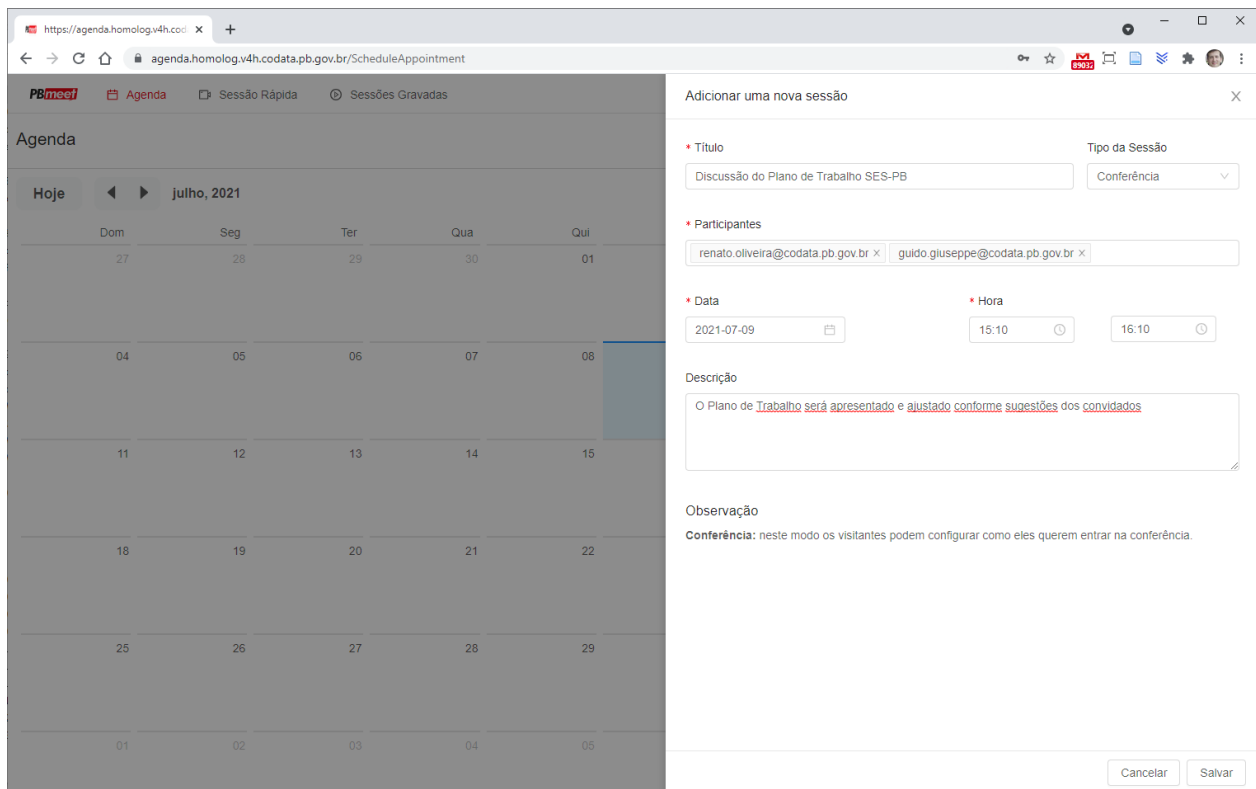 https://agenda.homolog.v4h.cod
agenda.homolog.v4h.codata.pb.gov.br/ScheduleAppointment
89032
PBmeet Agenda Sessão Rápida Sessões Gravadas
Agenda
Hoje julho, 2021
Dom Seg Ter Qua Qui
27 28 29 30 01
04 05 06 07 08
11 12 13 14 15
18 19 20 21 22
25 26 27 28 29
01 02 03 04 05
Adicionar uma nova sessão
* Título Tipo da Sessão
Discussão do Plano de Trabalho SES-PB Conferência
* Participantes
renato.oliveira@codata.pb.gov.br × guido.giuseppe@codata.pb.gov.br ×
* Data * Hora
2021-07-09 15:10 16:10
Descrição
O Plano de Trabalho será apresentado e ajustado conforme sugestões dos convidados
Observação
Conferência: neste modo os visitantes podem configurar como eles querem entrar na conferência.
Cancelar Salvar